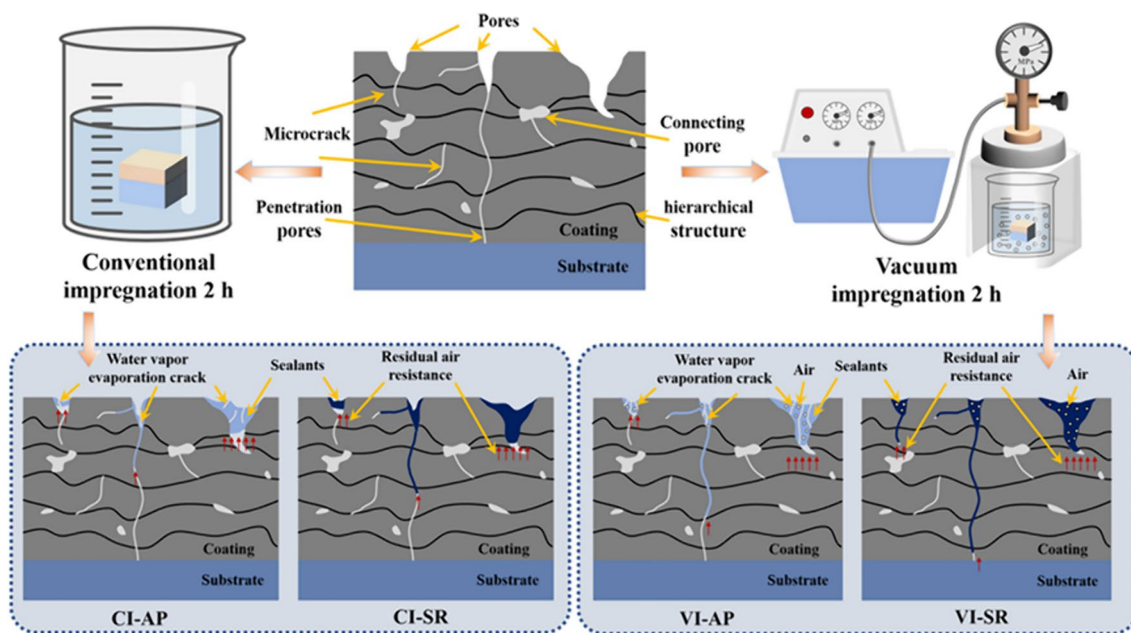 Pores
MPa
Microcrack
Connecting
pore
Penetration
pores
hierarchical
structure
Coating
Substrate
Conventional
impregnation 2 h
Vacuum
impregnation 2 h
Water vapor
evaporation crack
Sealants
Residual air
resistance
Coating
Substrate
Coating
Substrate
CI-AP
CI-SR
Water vapor
evaporation crack
Air
Sealants
Residual air
resistance
Air
Coating
Substrate
Coating
Substrate
VI-AP
VI-SR